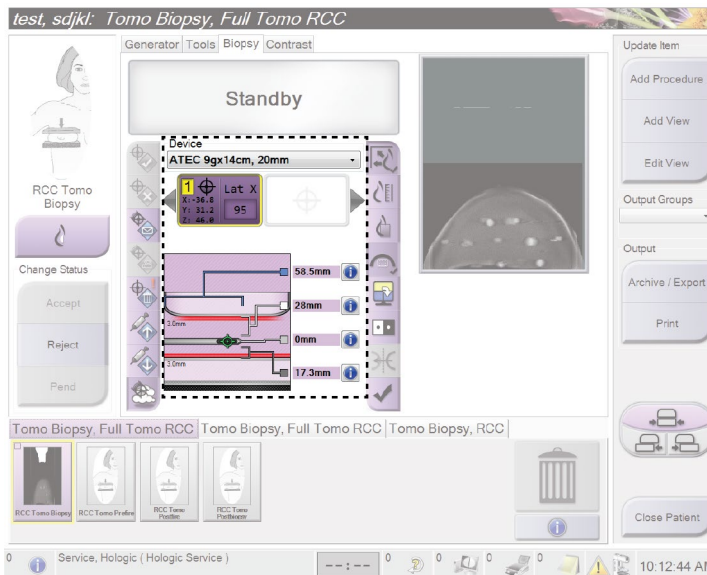 test, sdjkl: Tomo Biopsy, Full Tomo RCC
Generator Tools Biopsy Contrast
Update Item
Standby
Add Procedure
Add View
Edit View
Device
ATEC 9gx14cm, 20mm
RCC Tomo
Biopsy
1 Lat X
X:-36.8
Y: 31.2
Z: 46.0
95
Output Groups
Output
Change Status
Accept
Reject
Pend
58.5mm
28mm
3.0mm
0mm
3.0mm
17.3mm
Archive / Export
Print
Tomo Biopsy, Full Tomo RCC Tomo Biopsy, Full Tomo RCC Tomo Biopsy, RCC
RCC Tomo Biopsy
RCC Tomo Prefire
RCC Tomo
Postfire
RCC Tomo
Postbiopsy
Close Patient
0 Service, Hologic ( Hologic Service ) --:-- 0 0 0 0 10:12:44 AM